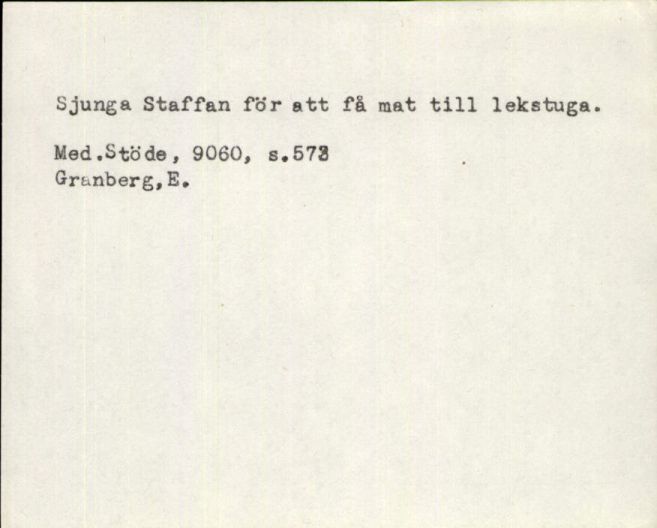 Sjunga Staffan för att få mat till lekstuga.
Med.Stöde, 9060, s.573
Granberg,E.